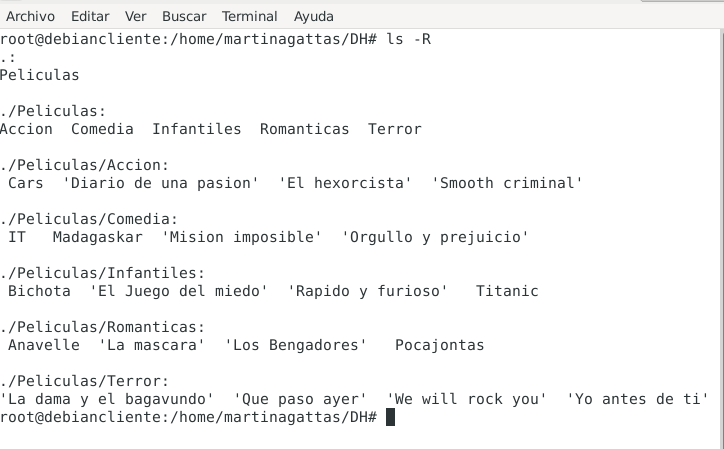 Archivo Editar Ver Buscar Terminal Ayuda
root@debiancliente:/home/martinagattas/DH# ls -R
.:
Peliculas
./Peliculas:
Accion  Comedia  Infantiles  Romanticas  Terror
./Peliculas/Accion:
Cars  'Diario de una pasion'  'El hexorcista'  'Smooth criminal'
./Peliculas/Comedia:
IT   Madagaskar  'Mision imposible'  'Orgullo y prejuicio'
./Peliculas/Infantiles:
Bichota  'El Juego del miedo'  'Rapido y furioso'   Titanic
./Peliculas/Romanticas:
Anavelle  'La mascara'  'Los Bengadores'   Pocajontas
./Peliculas/Terror:
'La dama y el bagavundo'  'Que paso ayer'  'We will rock you'  'Yo antes de ti'
root@debiancliente:/home/martinagattas/DH#